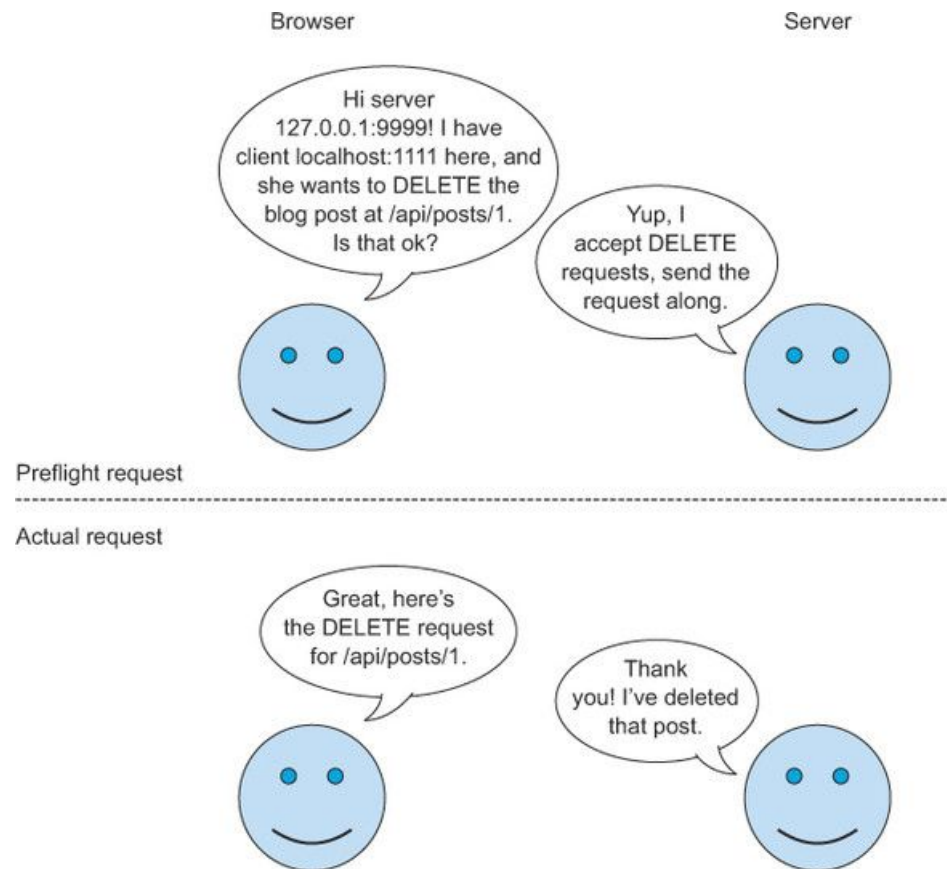 Browser
Server
Hi server
127.0.0.1:9999! I have
client localhost:1111 here, and
she wants to DELETE the
blog post at /api/posts/1.
Is that ok?
Yup, I
accept DELETE
requests, send the
request along.
Preflight request
Actual request
Great, here's
the DELETE request
for /api/posts/1.
Thank
you! I've deleted
that post.